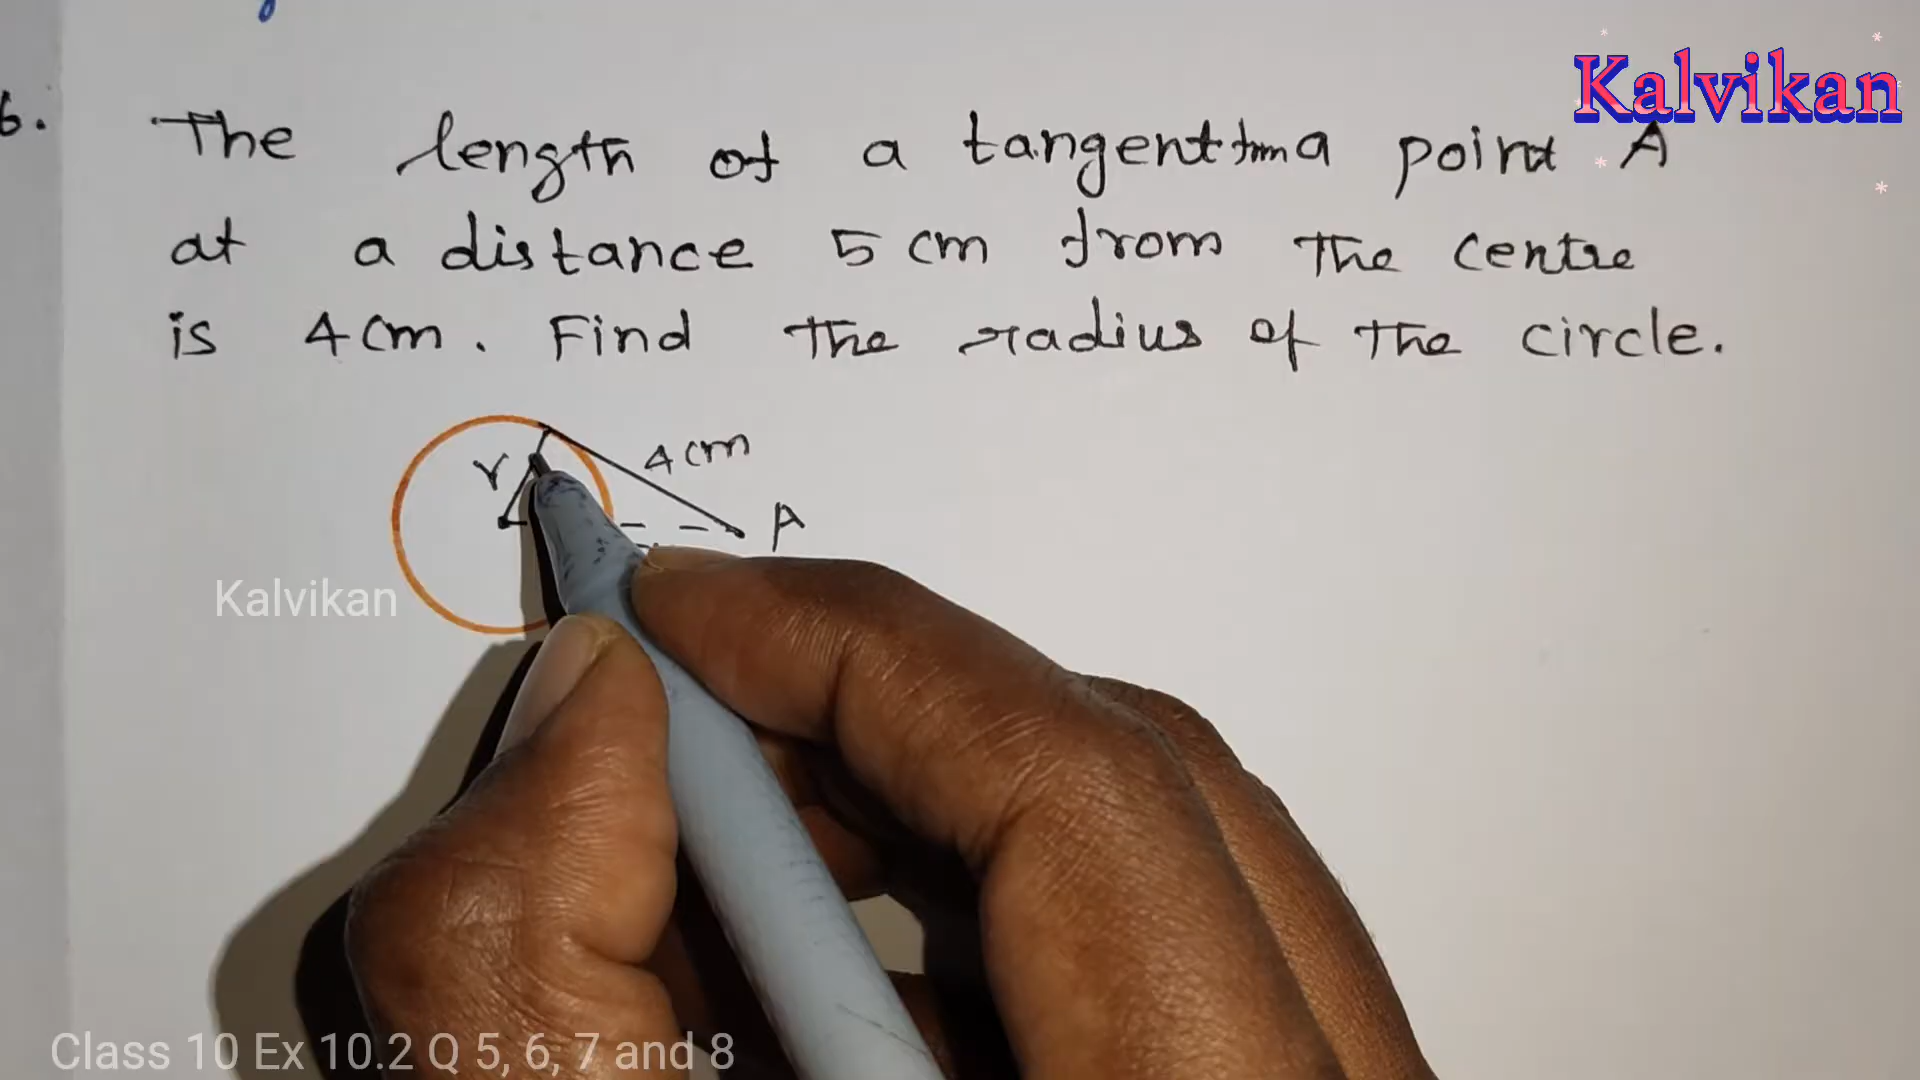 Kalvikan
6. The length of a tangent from a point A
at a distance 5 cm from the centre
is 4 cm. Find the radius of the circle.
r
4 cm
A
Kalvikan
Class 10 Ex 10.2 Q 5, 6, 7 and 8